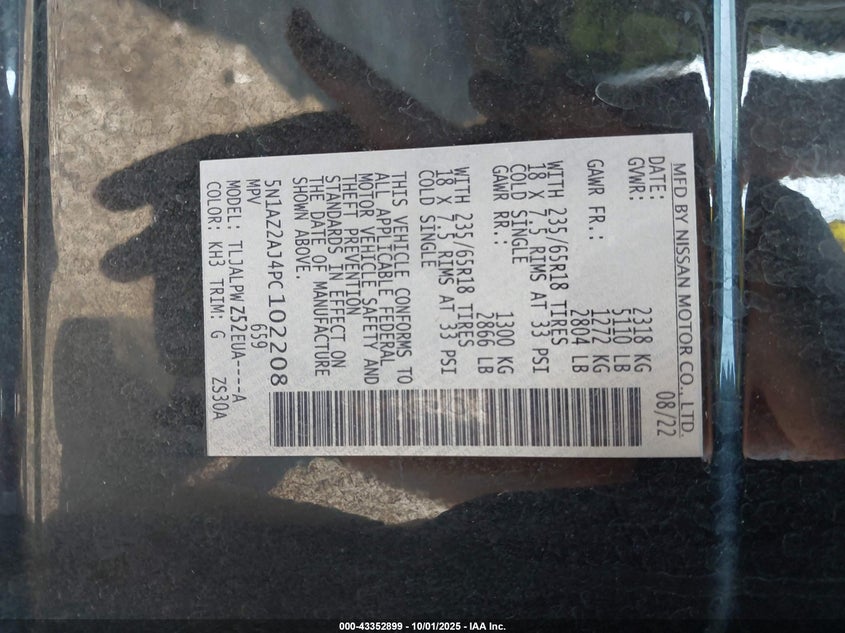 MFD BY NISSAN MOTOR CO., LTD.
DATE: 08/22
GVWR: 2318 KG
5110 LB
GAWR FR.: 1272 KG
2804 LB
WITH 235/65R18 TIRES
18 X 7.5 RIMS AT 33 PSI
COLD SINGLE
GAWR RR.: 1300 KG
2866 LB
WITH 235/65R18 TIRES
18 X 7.5 RIMS AT 33 PSI
COLD SINGLE
THIS VEHICLE CONFORMS TO
ALL APPLICABLE FEDERAL
MOTOR VEHICLE SAFETY AND
THEFT PREVENTION
STANDARDS IN EFFECT ON
THE DATE OF MANUFACTURE
SHOWN ABOVE.
5N1AZ2AJ4PC102208
MPV 659
MODEL: TLJALPWZ52EUA----A
COLOR: KH3 TRIM: G ZS30A
000-43352899 - 10/01/2025 - IAA Inc.